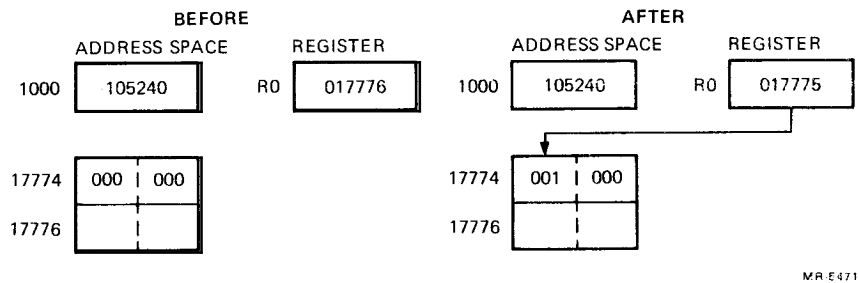 BEFORE AFTER
ADDRESS SPACE REGISTER ADDRESS SPACE REGISTER
1000 105240 R0 017776 1000 105240 R0 017775
17774 000 000 17774 001 000
17776 17776
MR-E471